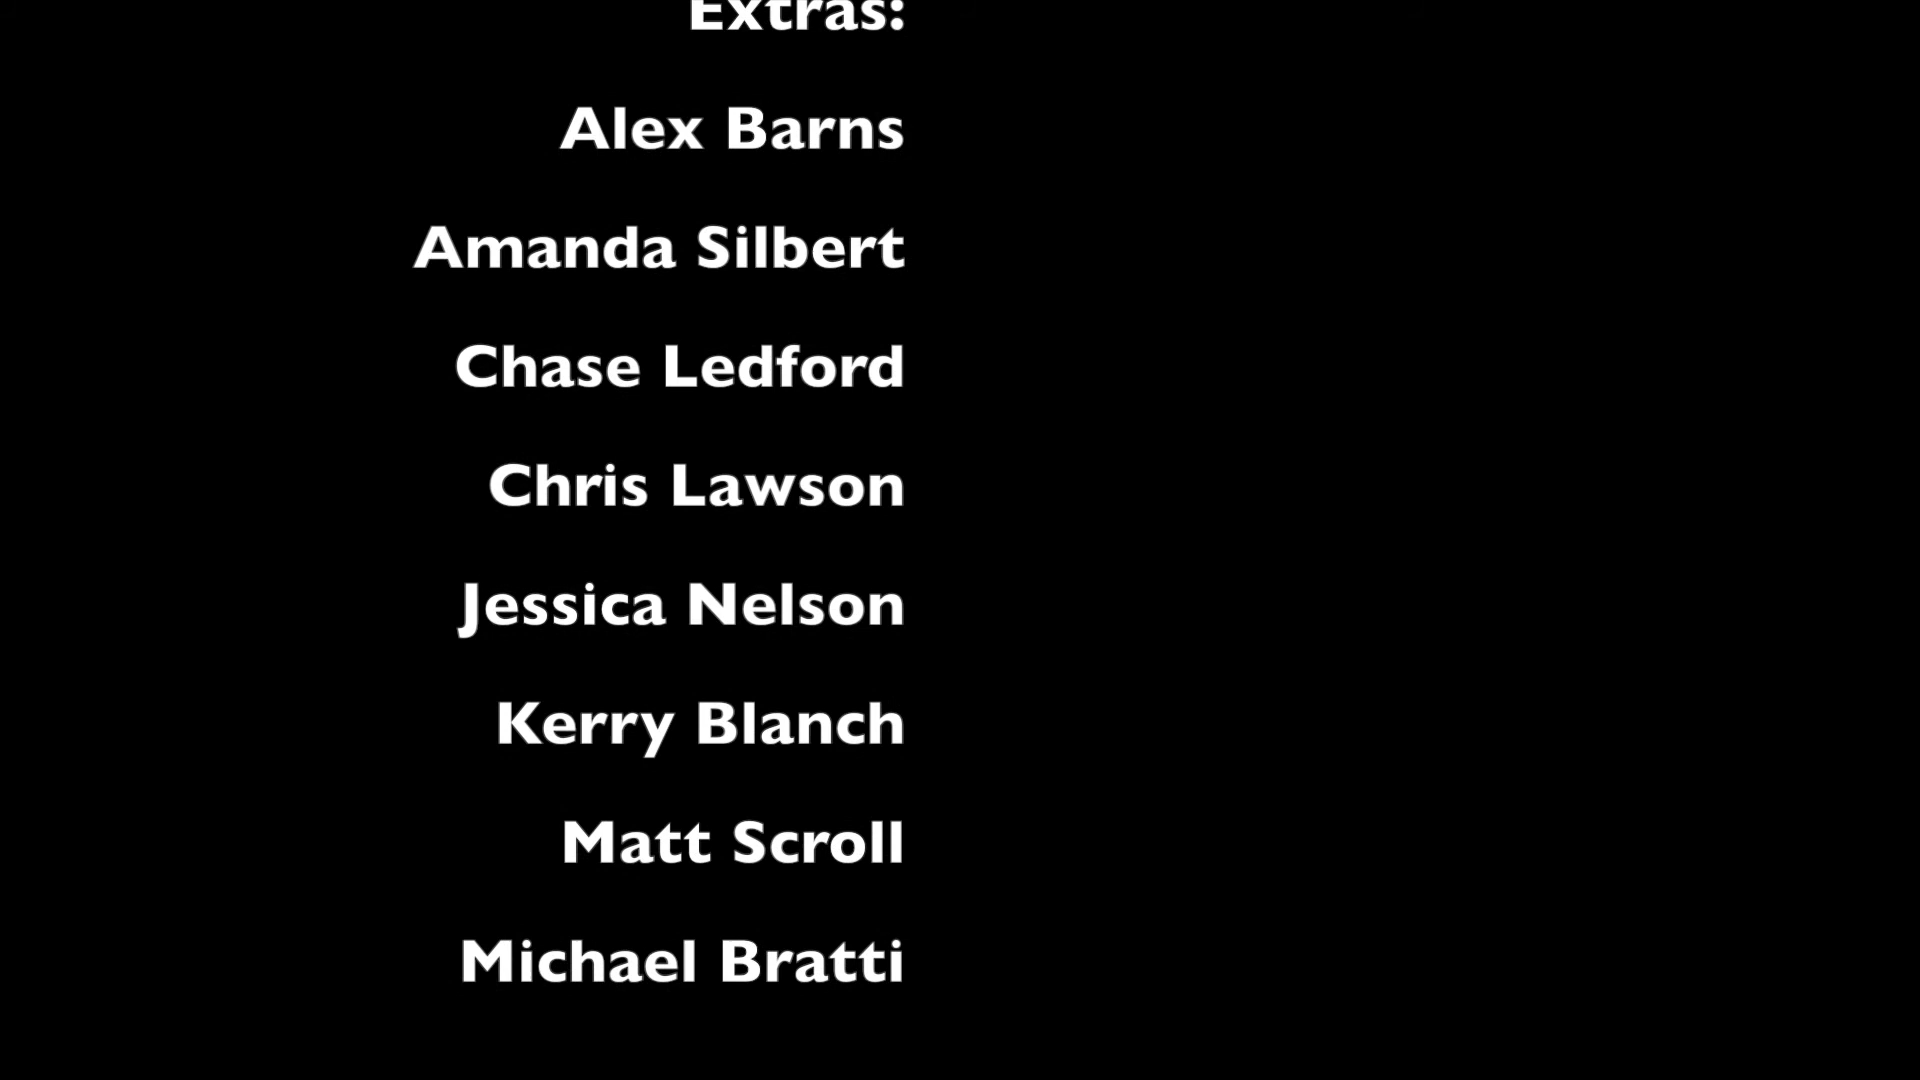 Extras:
Alex Barns
Amanda Silbert
Chase Ledford
Chris Lawson
Jessica Nelson
Kerry Blanch
Matt Scroll
Michael Bratti